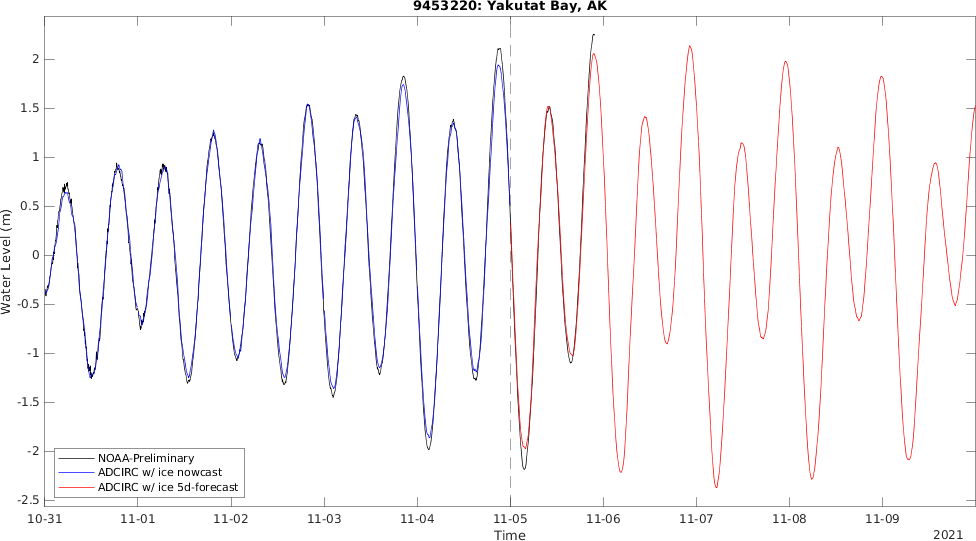 9453220: Yakutat Bay, AK
Water Level (m)
2
1.5
1
0.5
0
-0.5
-1
-1.5
-2
-2.5
NOAA-Preliminary
ADCIRC w/ ice nowcast
ADCIRC w/ ice 5d-forecast
10-31 11-01 11-02 11-03 11-04 11-05 11-06 11-07 11-08 11-09
Time
2021